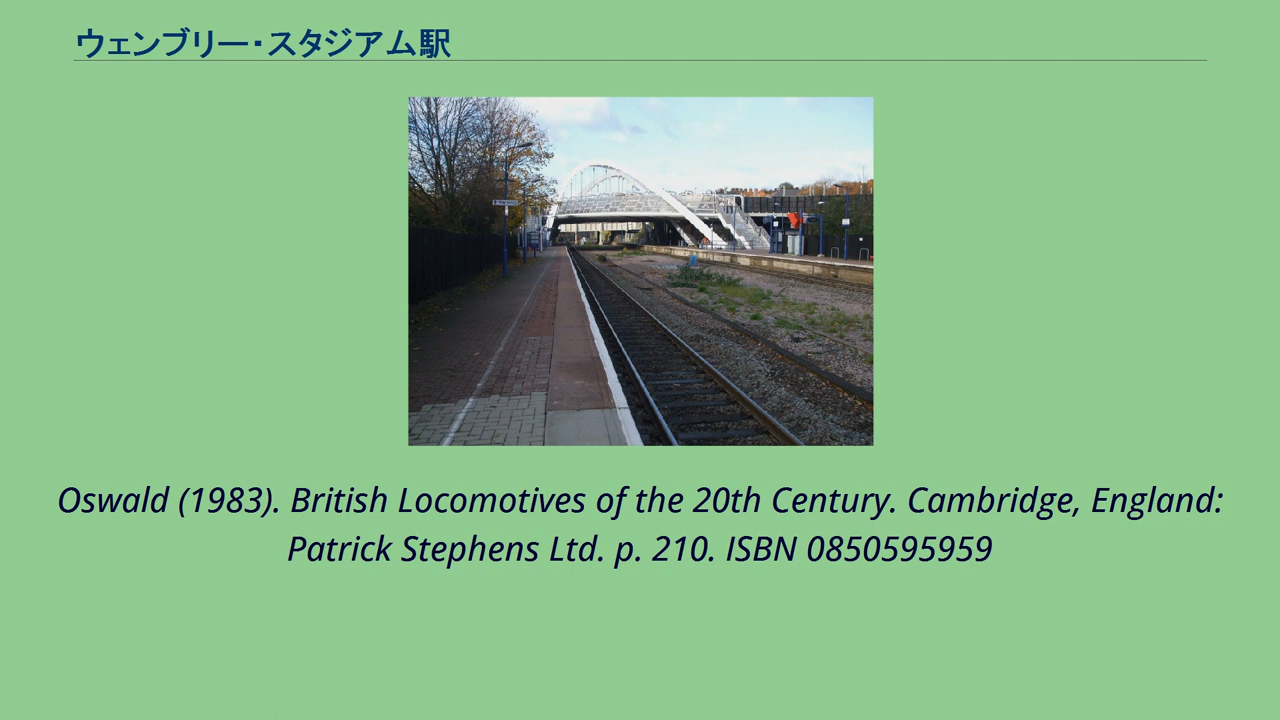 ウェンブリー・スタジアム駅
Oswald (1983). British Locomotives of the 20th Century. Cambridge, England:
Patrick Stephens Ltd. p. 210. ISBN 0850595959